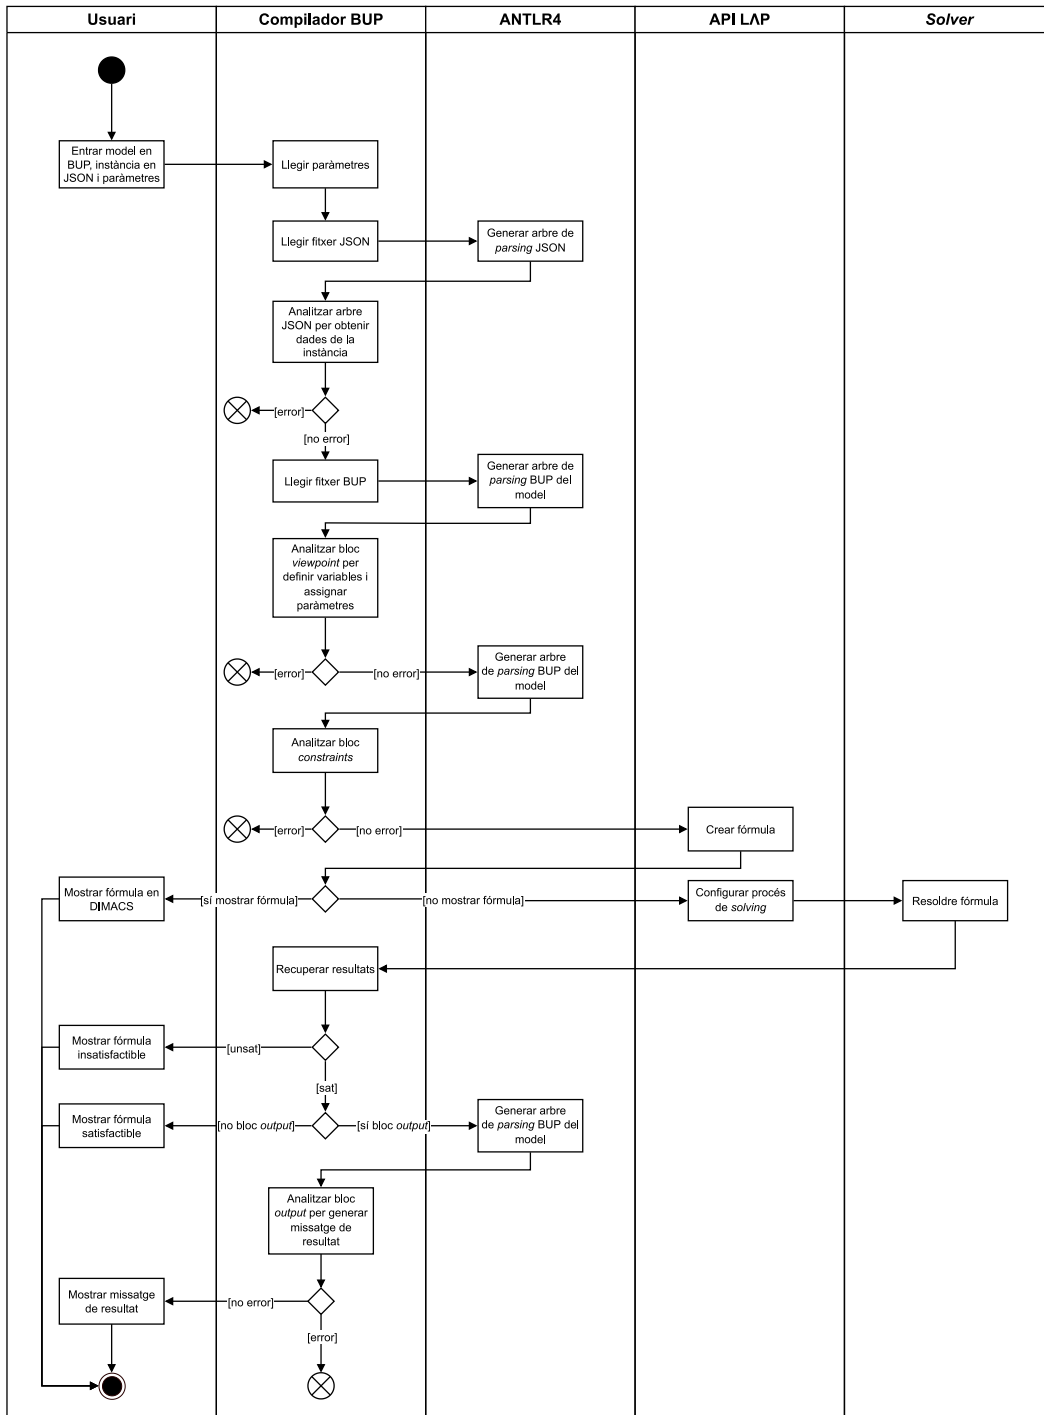 Usuari
Compilador BUP
ANTLR4
API LΛP
Solver
Entrar model en
BUP, instància en
JSON i paràmetres
Llegir paràmetres
Llegir fitxer JSON
Generar arbre de
parsing JSON
Analitzar arbre
JSON per obtenir
dades de la
instància
[error]
[no error]
Llegir fitxer BUP
Generar arbre de
parsing BUP del
model
Analitzar bloc
viewpoint per
definir variables i
assignar
paràmetres
[error]
[no error]
Generar arbre
de parsing BUP del
model
Analitzar bloc
constraints
[error]
[no error]
Crear fórmula
Mostrar fórmula en
DIMACS
[sí mostrar fórmula]
[no mostrar fórmula]
Configurar procés
de solving
Resoldre fórmula
Recuperar resultats
Mostrar fórmula
insatisfactible
[unsat]
[sat]
Mostrar fórmula
satisfactible
[no bloc output]
[sí bloc output]
Generar arbre
de parsing BUP del
model
Analitzar bloc
output per generar
missatge de
resultat
Mostrar missatge
de resultat
[no error]
[error]